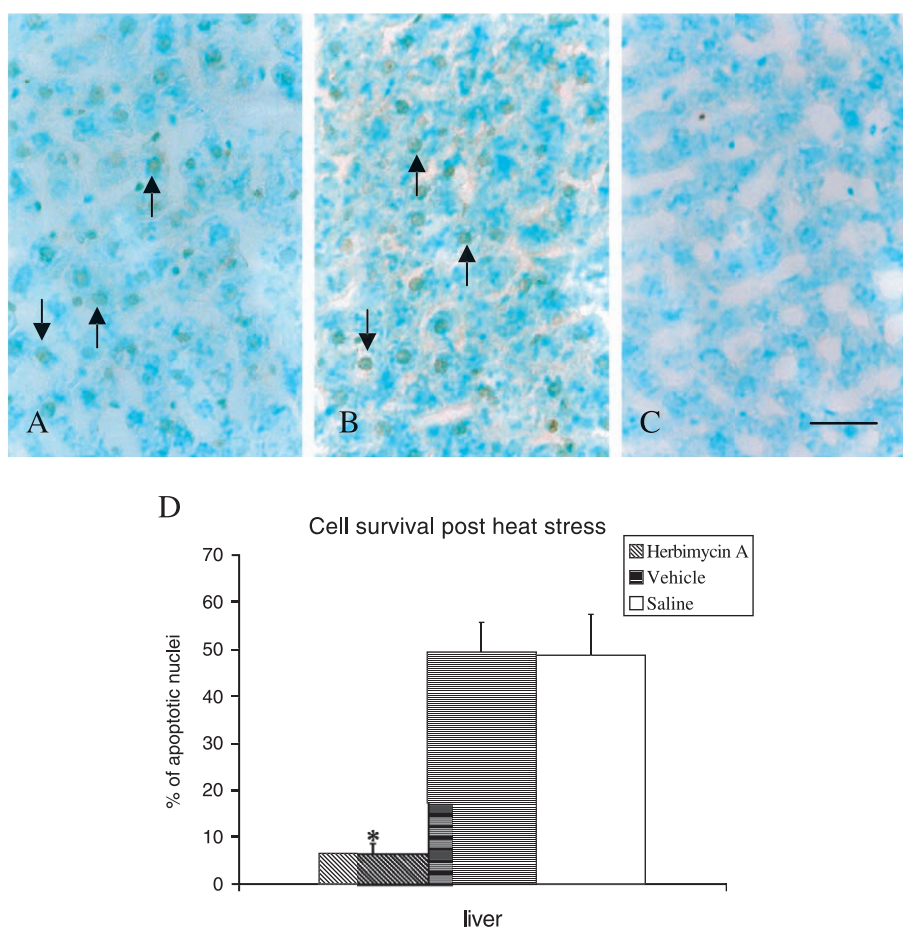 A
B
C
D
Cell survival post heat stress
Herbimycin A
Vehicle
Saline
% of apoptotic nuclei
70
60
50
40
30
20
10
0
*
liver